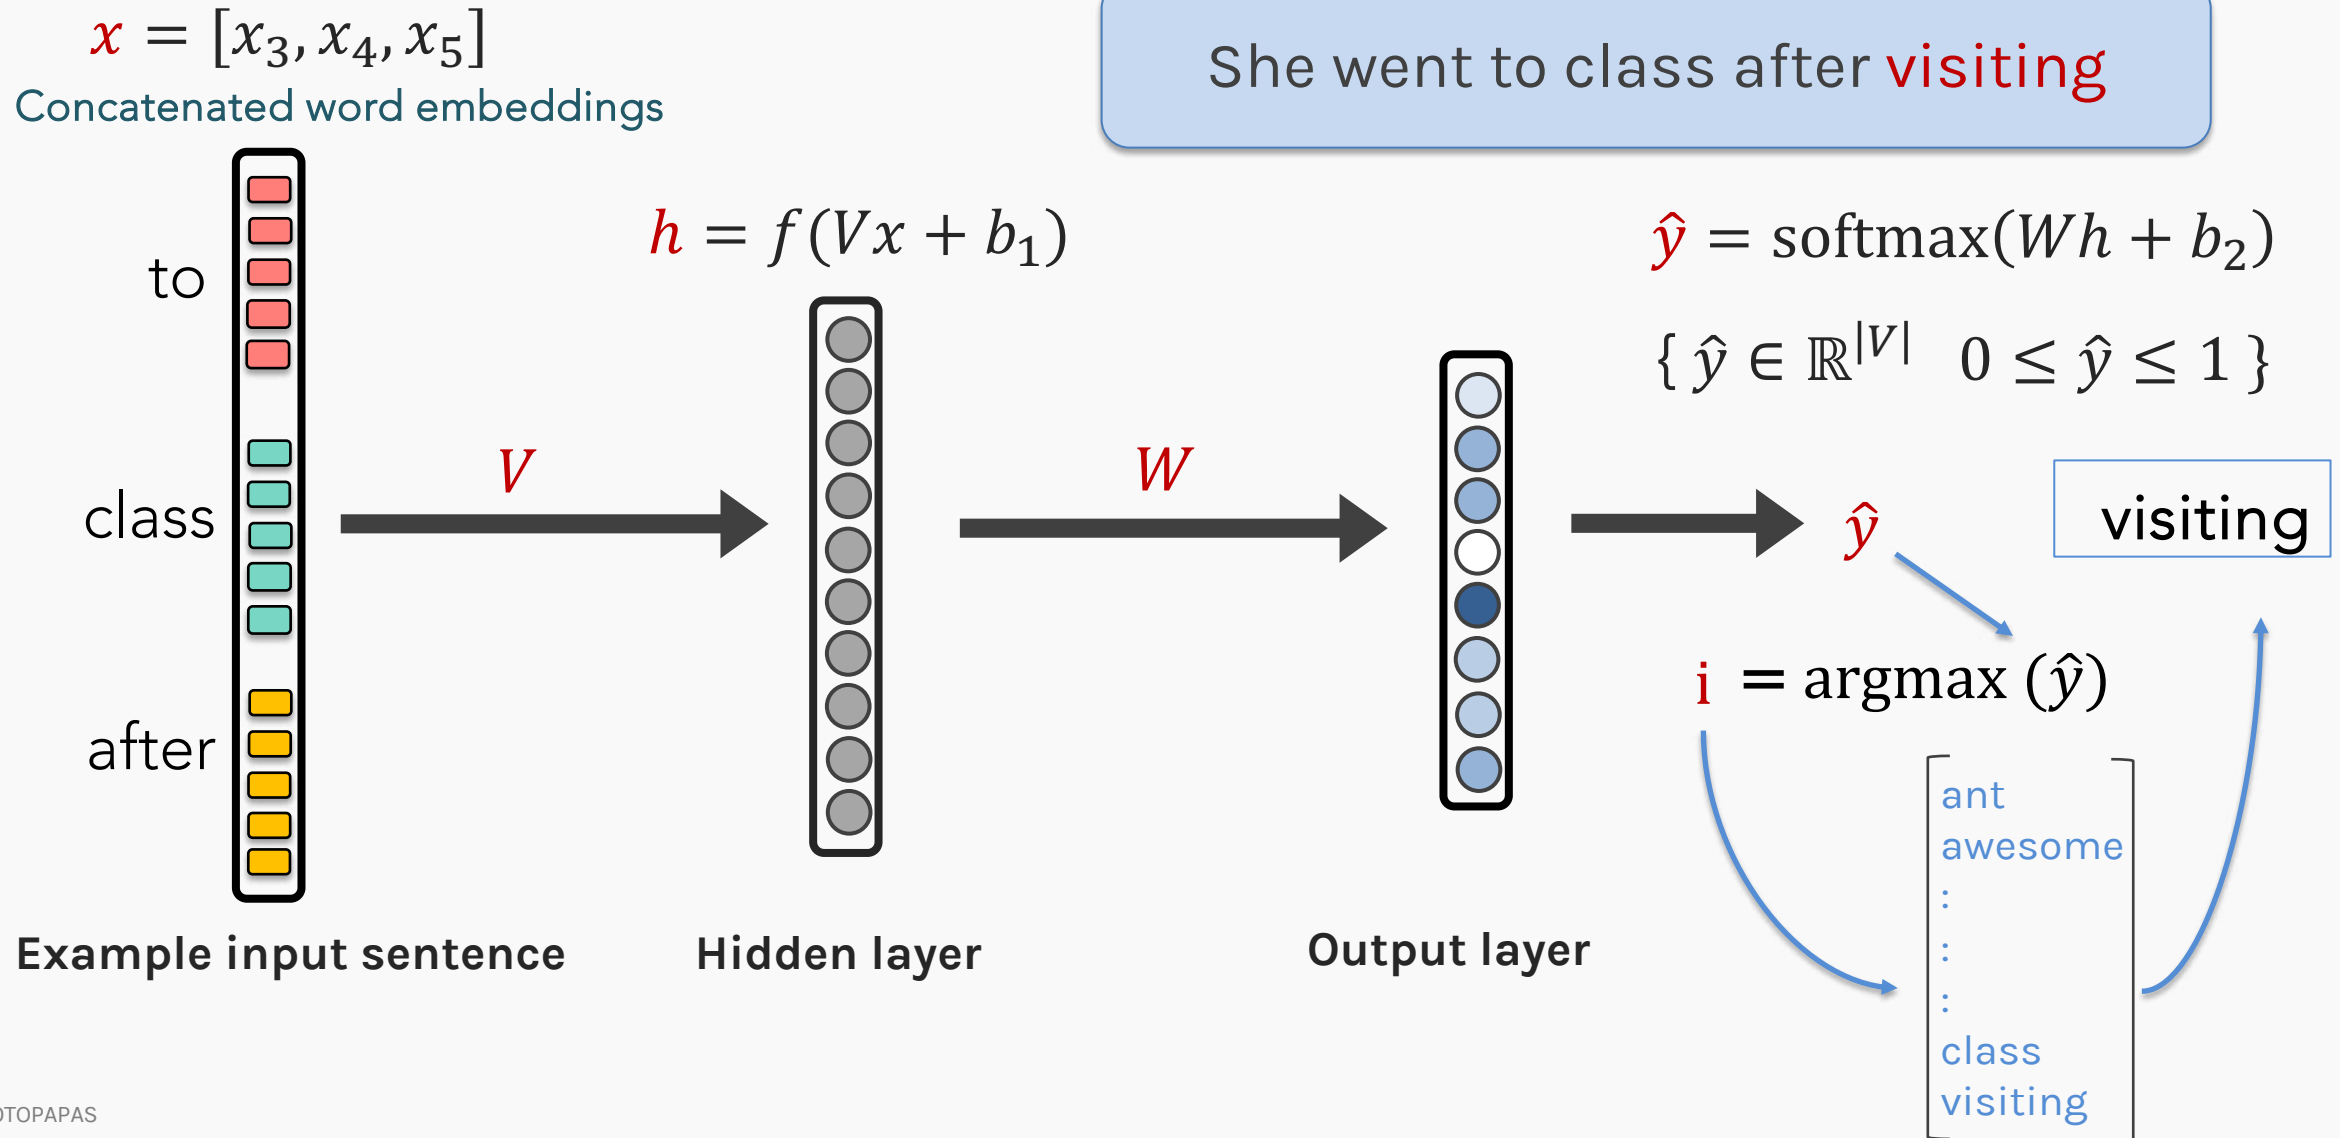 x = [x₃, x₄, x₅]
Concatenated word embeddings
She went to class after visiting
to
class
after
Example input sentence
V
h = f(Vx + b₁)
Hidden layer
W
Output layer
ŷ = softmax(Wh + b₂)
{ ŷ ∈ ℝ|V| 0 ≤ ŷ ≤ 1 }
ŷ
visiting
i = argmax (ŷ)
ant
awesome
:
:
:
class
visiting
OTOPAPAS